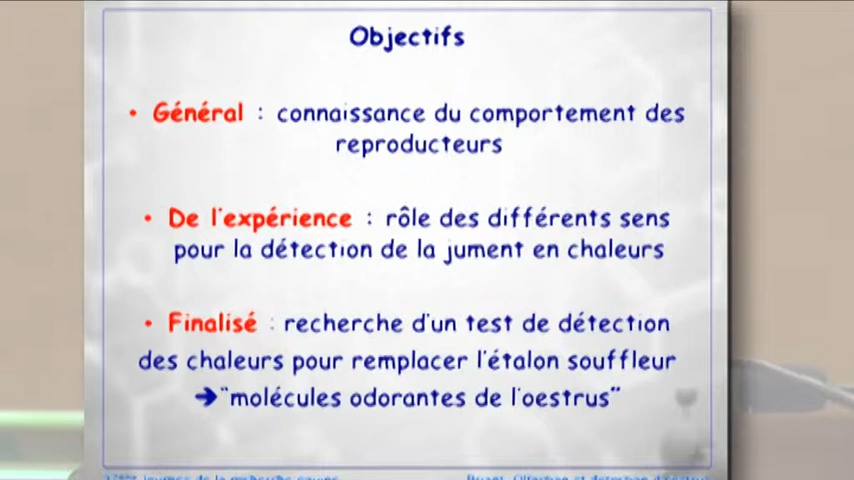 Objectifs
• Général : connaissance du comportement des
reproducteurs
• De l'expérience : rôle des différents sens
pour la détection de la jument en chaleurs
• Finalisé : recherche d'un test de détection
des chaleurs pour remplacer l'étalon souffleur
➔"molécules odorantes de l'oestrus"